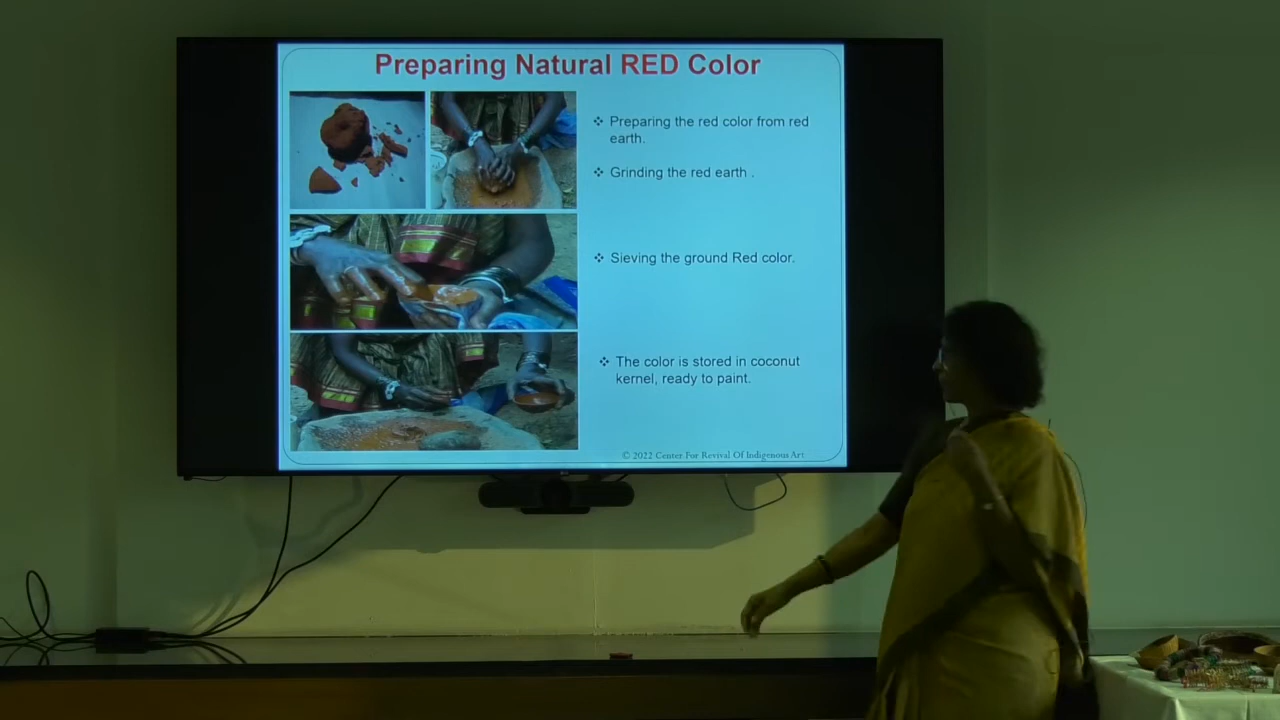 Preparing Natural RED Color
❖ Preparing the red color from red
earth.
❖ Grinding the red earth .
❖ Sieving the ground Red color.
❖ The color is stored in coconut
kernel, ready to paint.
© 2022 Center For Revival Of Indigenous Art